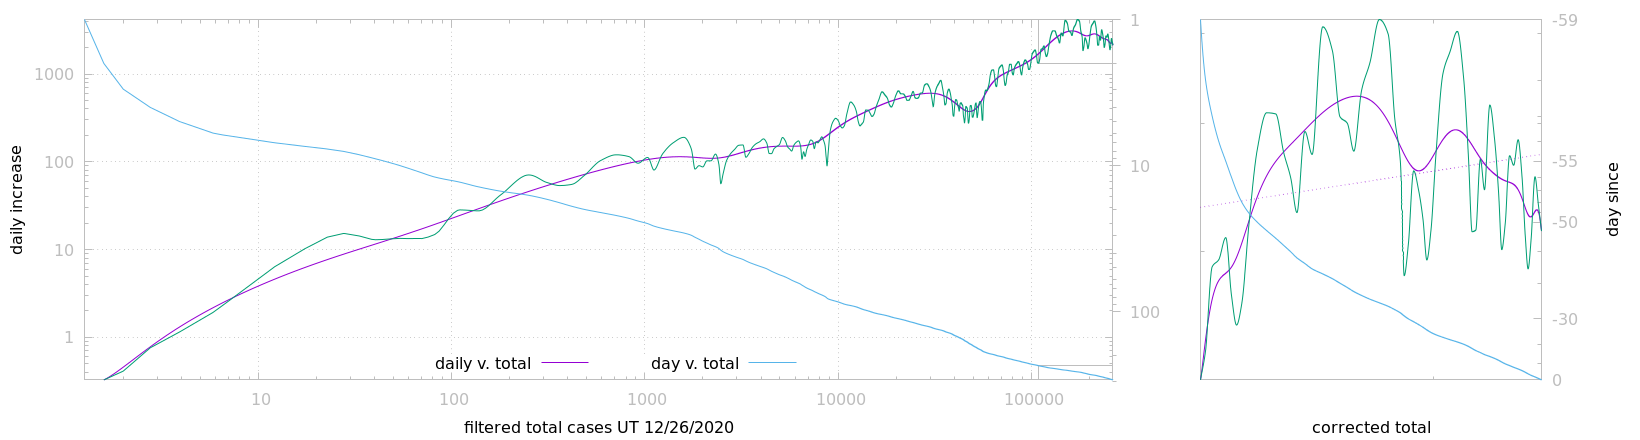 daily increase
1000
100
10
1
10
100
1000
10000
100000
1
10
100
daily v. total
day v. total
filtered total cases UT 12/26/2020
-59
-55
-50
-30
0
day since
corrected total